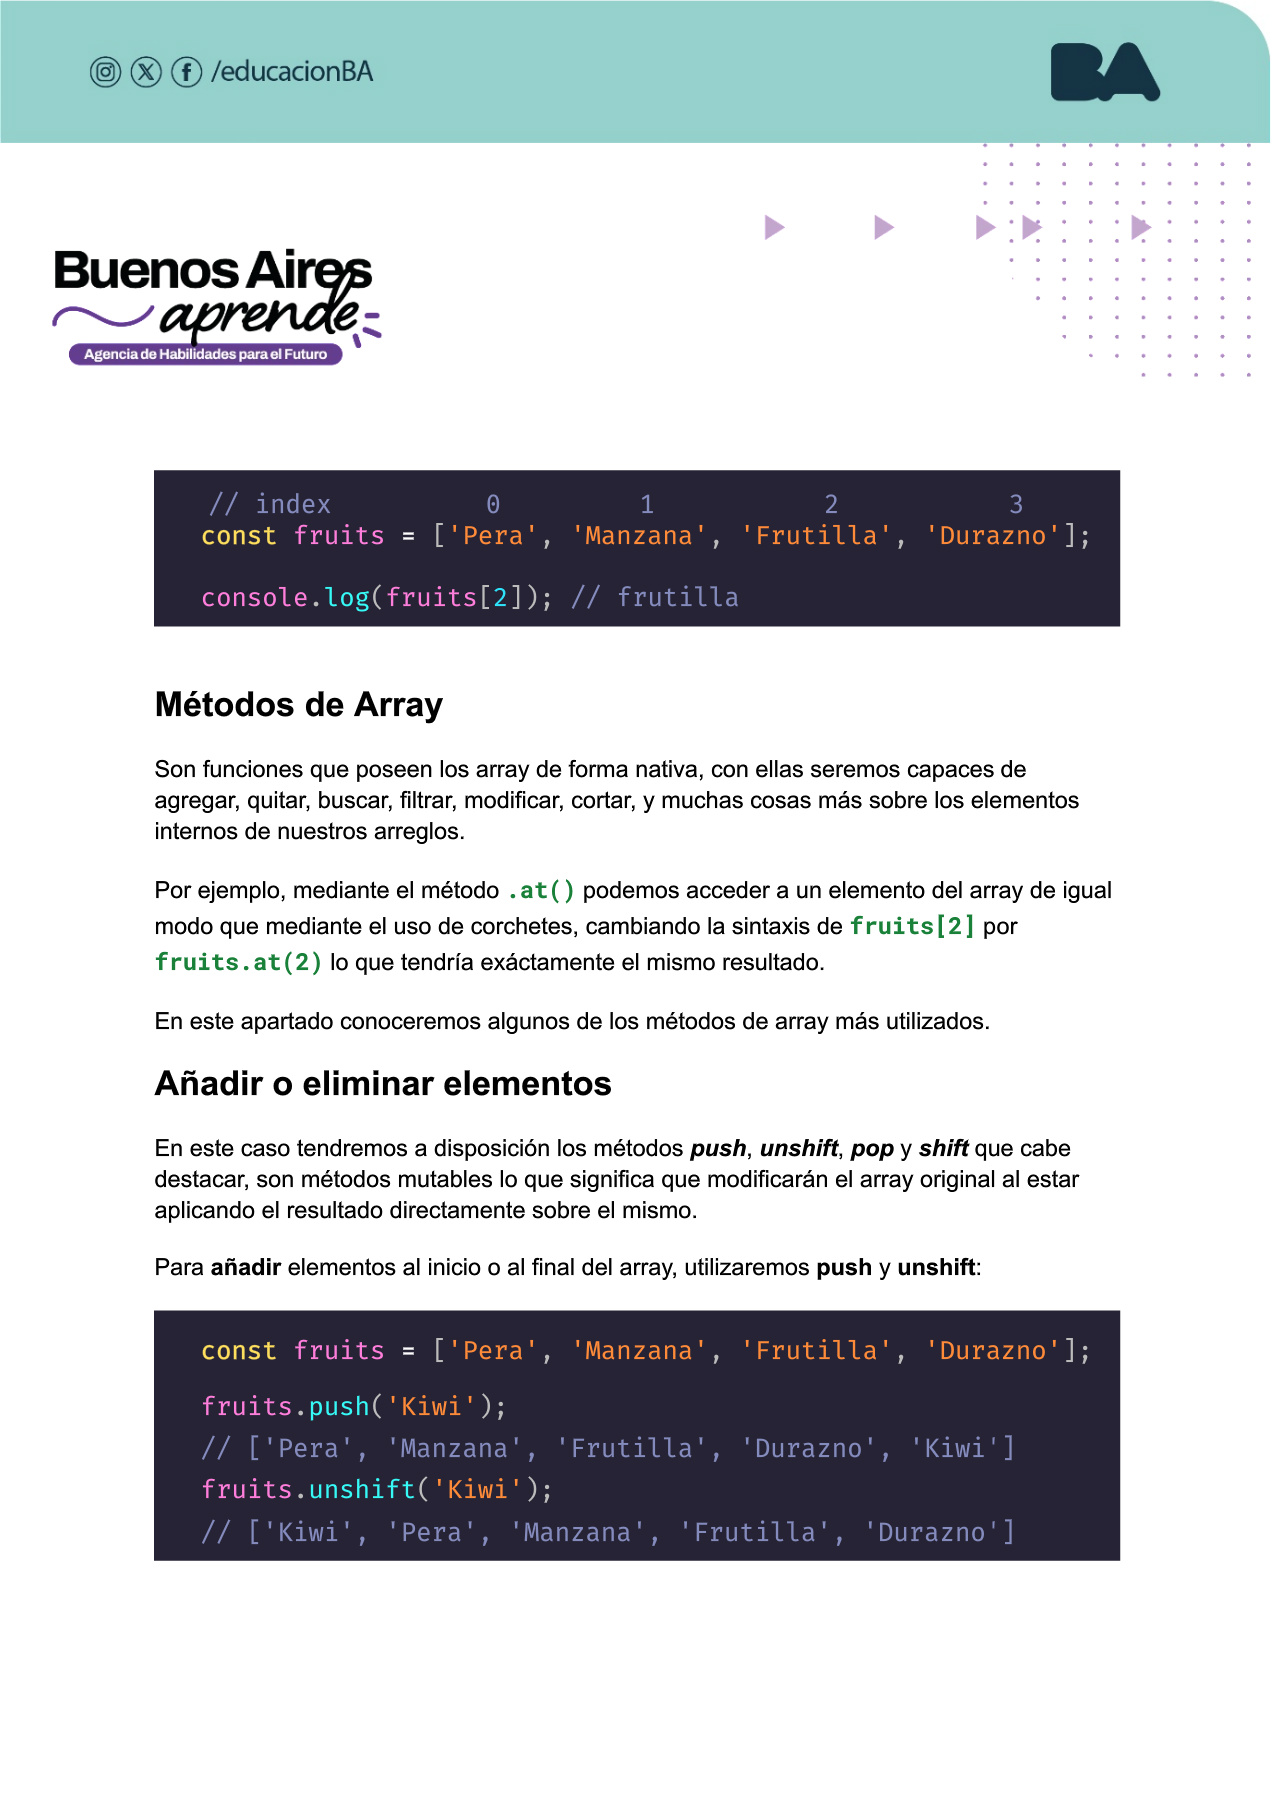 /educacionBA
BA
Buenos Aires
aprende
Agencia de Habilidades para el Futuro
// index 0 1 2 3
const fruits = ['Pera', 'Manzana', 'Frutilla', 'Durazno'];
console.log(fruits[2]); // frutilla
Métodos de Array
Son funciones que poseen los array de forma nativa, con ellas seremos capaces de
agregar, quitar, buscar, filtrar, modificar, cortar, y muchas cosas más sobre los elementos
internos de nuestros arreglos.
Por ejemplo, mediante el método .at() podemos acceder a un elemento del array de igual
modo que mediante el uso de corchetes, cambiando la sintaxis de fruits[2] por
fruits.at(2) lo que tendría exáctamente el mismo resultado.
En este apartado conoceremos algunos de los métodos de array más utilizados.
Añadir o eliminar elementos
En este caso tendremos a disposición los métodos push, unshift, pop y shift que cabe
destacar, son métodos mutables lo que significa que modificarán el array original al estar
aplicando el resultado directamente sobre el mismo.
Para añadir elementos al inicio o al final del array, utilizaremos push y unshift:
const fruits = ['Pera', 'Manzana', 'Frutilla', 'Durazno'];
fruits.push('Kiwi');
// ['Pera', 'Manzana', 'Frutilla', 'Durazno', 'Kiwi']
fruits.unshift('Kiwi');
// ['Kiwi', 'Pera', 'Manzana', 'Frutilla', 'Durazno']